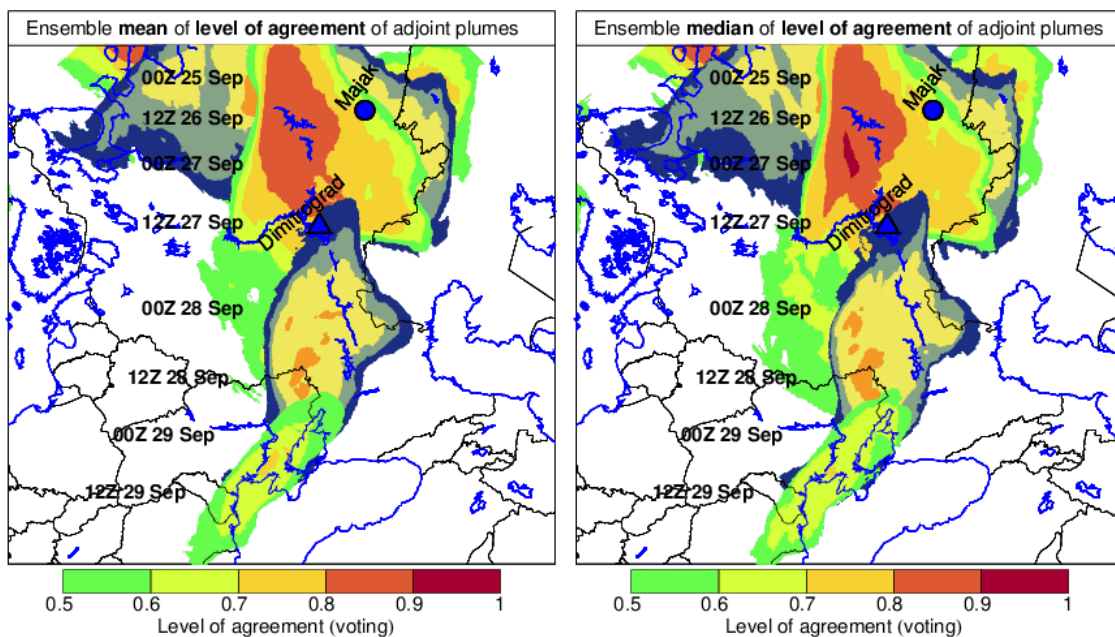 Ensemble mean of level of agreement of adjoint plumes
00Z 25 Sep
Majak
12Z 26 Sep
00Z 27 Sep
12Z 27 Sep
Dimitrograd
00Z 28 Sep
12Z 28 Sep
00Z 29 Sep
12Z 29 Sep
0.5 0.6 0.7 0.8 0.9 1
Level of agreement (voting)
Ensemble median of level of agreement of adjoint plumes
00Z 25 Sep
Majak
12Z 26 Sep
00Z 27 Sep
12Z 27 Sep
Dimitrograd
00Z 28 Sep
12Z 28 Sep
00Z 29 Sep
12Z 29 Sep
0.5 0.6 0.7 0.8 0.9 1
Level of agreement (voting)